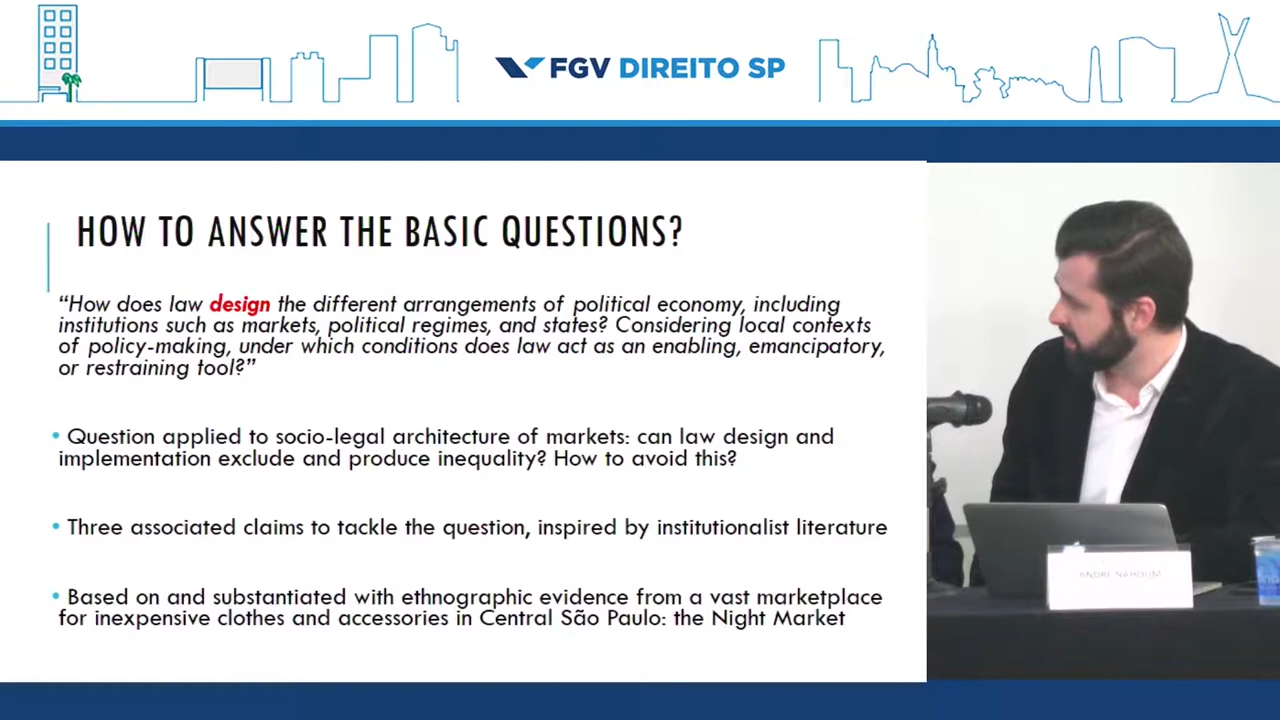 FGV DIREITO SP
HOW TO ANSWER THE BASIC QUESTIONS?
“How does law design the different arrangements of political economy, including
institutions such as markets, political regimes, and states? Considering local contexts
of policy-making, under which conditions does law act as an enabling, emancipatory,
or restraining tool?”
• Question applied to socio-legal architecture of markets: can law design and
implementation exclude and produce inequality? How to avoid this?
• Three associated claims to tackle the question, inspired by institutionalist literature
• Based on and substantiated with ethnographic evidence from a vast marketplace
for inexpensive clothes and accessories in Central São Paulo: the Night Market
ANDRE NAHOUM